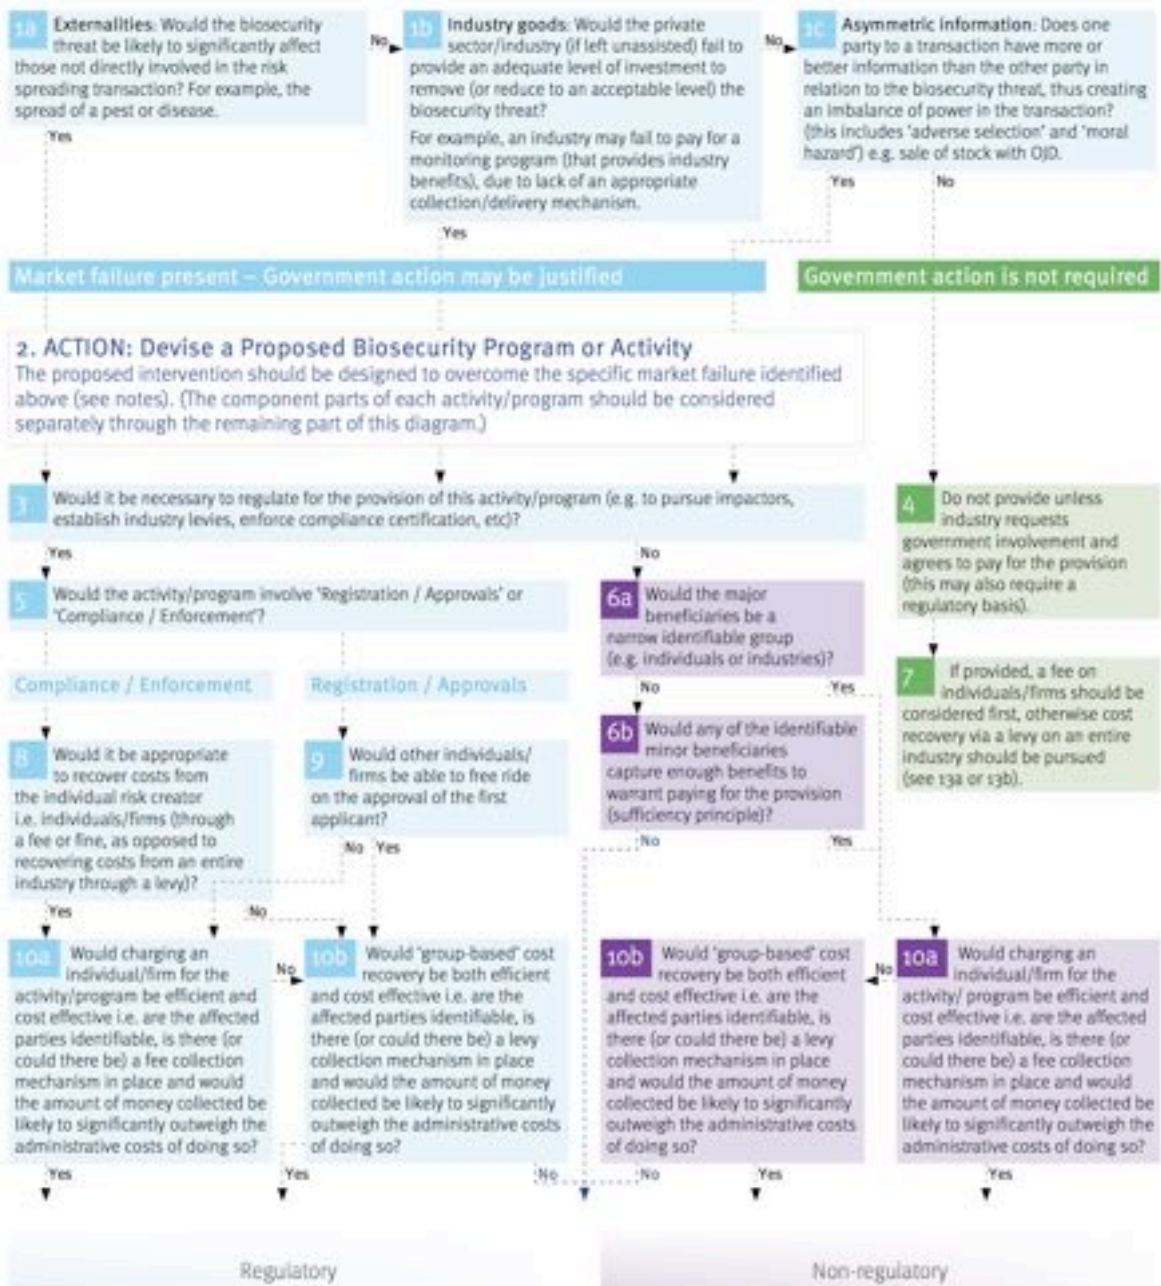 1a Externalities: Would the biosecurity
threat be likely to significantly affect
those not directly involved in the risk
spreading transaction? For example, the
spread of a pest or disease.
No
1b Industry goods: Would the private
sector/industry (if left unassisted) fail to
provide an adequate level of investment to
remove (or reduce to an acceptable level) the
biosecurity threat?
For example, an industry may fail to pay for a
monitoring program (that provides industry
benefits), due to lack of an appropriate
collection/delivery mechanism.
No
1c Asymmetric information: Does one
party to a transaction have more or
better information than the other party in
relation to the biosecurity threat, thus creating
an imbalance of power in the transaction?
(this includes 'adverse selection' and 'moral
hazard') e.g. sale of stock with OJD.
Yes
Yes
Yes
No
Market failure present – Government action may be justified
Government action is not required
2. ACTION: Devise a Proposed Biosecurity Program or Activity
The proposed intervention should be designed to overcome the specific market failure identified
above (see notes). (The component parts of each activity/program should be considered
separately through the remaining part of this diagram.)
3 Would it be necessary to regulate for the provision of this activity/program (e.g. to pursue impactors,
establish industry levies, enforce compliance certification, etc)?
Yes
No
4 Do not provide unless
industry requests
government involvement and
agrees to pay for the provision
(this may also require a
regulatory basis).
5 Would the activity/program involve 'Registration / Approvals' or
'Compliance / Enforcement'?
6a Would the major
beneficiaries be a
narrow identifiable group
(e.g. individuals or industries)?
No
Yes
Compliance / Enforcement
Registration / Approvals
7 If provided, a fee on
individuals/firms should be
considered first, otherwise cost
recovery via a levy on an entire
industry should be pursued
(see 13a or 13b).
6b Would any of the identifiable
minor beneficiaries
capture enough benefits to
warrant paying for the provision
(sufficiency principle)?
No
Yes
8 Would it be appropriate
to recover costs from
the individual risk creator
i.e. individuals/firms (through
a fee or fine, as opposed to
recovering costs from an entire
industry through a levy)?
Yes
No
9 Would other individuals/
firms be able to free ride
on the approval of the first
applicant?
No Yes
10a Would charging an
individual/firm for the
activity/program be efficient and
cost effective i.e. are the affected
parties identifiable, is there (or
could there be) a fee collection
mechanism in place and would
the amount of money collected be
likely to significantly outweigh the
administrative costs of doing so?
Yes
No
10b Would 'group-based' cost
recovery be both efficient
and cost effective i.e. are the
affected parties identifiable, is
there (or could there be) a levy
collection mechanism in place
and would the amount of money
collected be likely to significantly
outweigh the administrative costs
of doing so?
Yes
No
10b Would 'group-based' cost
recovery be both efficient
and cost effective i.e. are the
affected parties identifiable, is
there (or could there be) a levy
collection mechanism in place
and would the amount of money
collected be likely to significantly
outweigh the administrative costs
of doing so?
No
Yes
No
10a Would charging an
individual/firm for the
activity/ program be efficient and
cost effective i.e. are the affected
parties identifiable, is there (or
could there be) a fee collection
mechanism in place and would
the amount of money collected be
likely to significantly outweigh the
administrative costs of doing so?
Yes
Regulatory
Non-regulatory